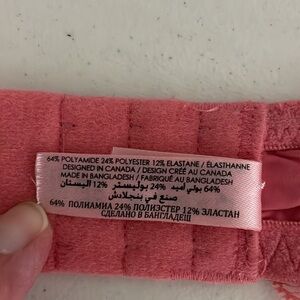 64% POLYAMIDE 24% POLYESTER 12% ELASTANE / ÉLASTHANNE
DESIGNED IN CANADA / DESIGN CRÉÉ AU CANADA
MADE IN BANGLADESH / FABRIQUÉ AU BANGLADESH
64% بولي أميد 24% بوليستر 12% اليستان
صنع في بنجلادش
64% ПОЛИАМИД 24% ПОЛИЭСТЕР 12% ЭЛАСТАН
СДЕЛАНО В БАНГЛАДЕШ